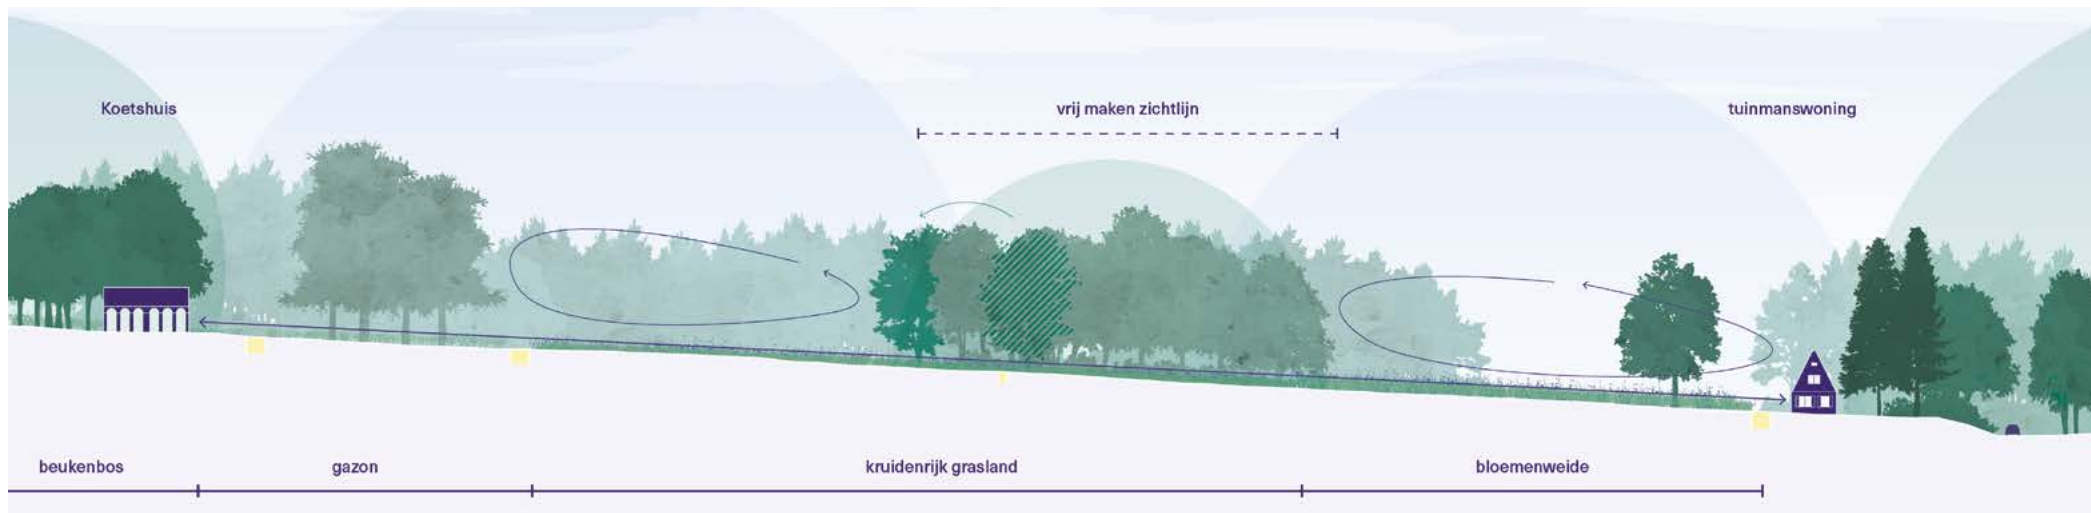 Koetshuis
vrij maken zichtlijn
tuinmanswoning
beukenbos
gazon
kruidenrijk grasland
bloemenweide